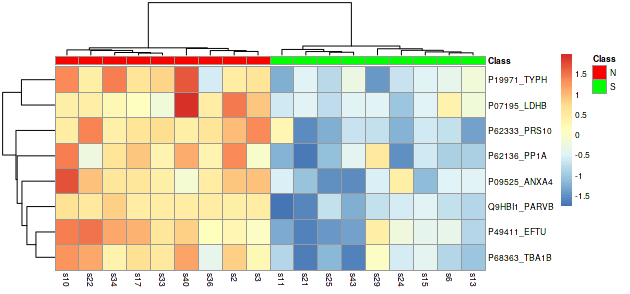 Class
P19971_TYPH
P07195_LDHB
P62333_PRS10
P62136_PP1A
P09525_ANXA4
Q9HBI1_PARVB
P49411_EFTU
P68363_TBA1B
s10 s22 s34 s17 s33 s40 s36 s2 s3 s11 s21 s25 s43 s29 s24 s15 s6 s13
1.5
1
0.5
0
-0.5
-1
-1.5
Class
N
S